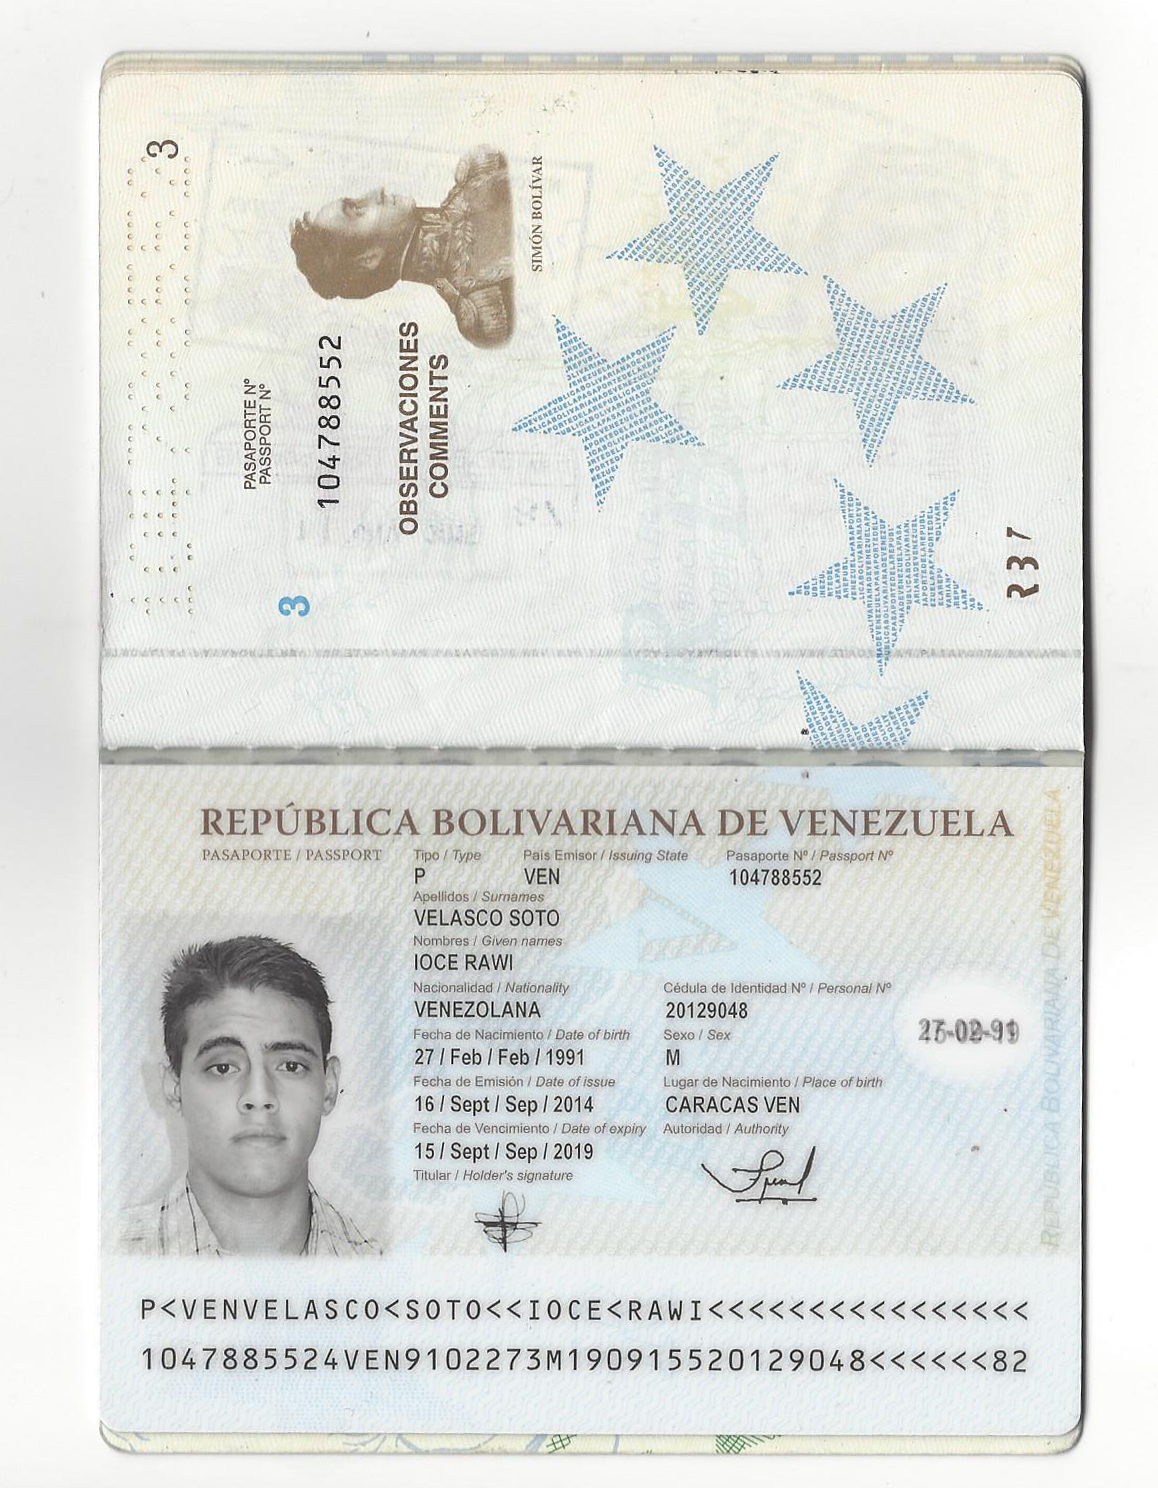 3
PASAPORTE Nº
PASSPORT Nº
104788552
OBSERVACIONES
COMMENTS
SIMÓN BOLÍVAR
3
REPÚBLICA BOLIVARIANA DE VENEZUELA
PASAPORTE / PASSPORT
Tipo / Type País Emisor / Issuing State Pasaporte Nº / Passport Nº
P VEN 104788552
Apellidos / Surnames
VELASCO SOTO
Nombres / Given names
IOCE RAWI
Nacionalidad / Nationality Cédula de Identidad Nº / Personal Nº
VENEZOLANA 20129048
Fecha de Nacimiento / Date of birth Sexo / Sex
27 / Feb / Feb / 1991 M
Fecha de Emisión / Date of issue Lugar de Nacimiento / Place of birth
16 / Sept / Sep / 2014 CARACAS VEN
Fecha de Vencimiento / Date of expiry Autoridad / Authority
15 / Sept / Sep / 2019
Titular / Holder's signature
27-02-91
REPÚBLICA BOLIVARIANA DE VENEZUELA
P<VENVELASCO<SOTO<<IOCE<RAWI<<<<<<<<<<<<<<<<
1047885524VEN9102273M190915520129048<<<<<<82